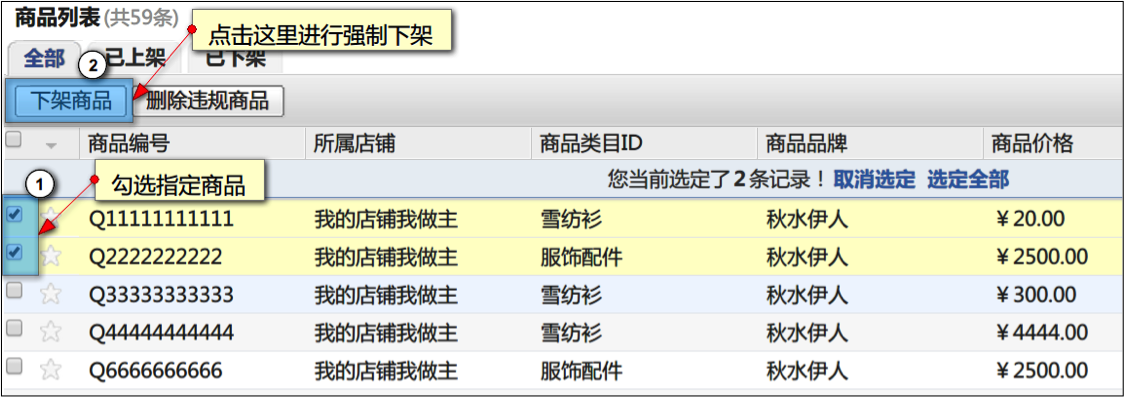 商品列表 (共59条)
点击这里进行强制下架
全部 已上架 已下架
2
下架商品 删除违规商品
商品编号 所属店铺 商品类目ID 商品品牌 商品价格
1 勾选指定商品
您当前选定了2条记录！取消选定 选定全部
Q11111111111 我的店铺我做主 雪纺衫 秋水伊人 ￥20.00
Q2222222222 我的店铺我做主 服饰配件 秋水伊人 ￥2500.00
Q33333333333 我的店铺我做主 雪纺衫 秋水伊人 ￥300.00
Q44444444444 我的店铺我做主 雪纺衫 秋水伊人 ￥4444.00
Q6666666666 我的店铺我做主 服饰配件 秋水伊人 ￥2500.00